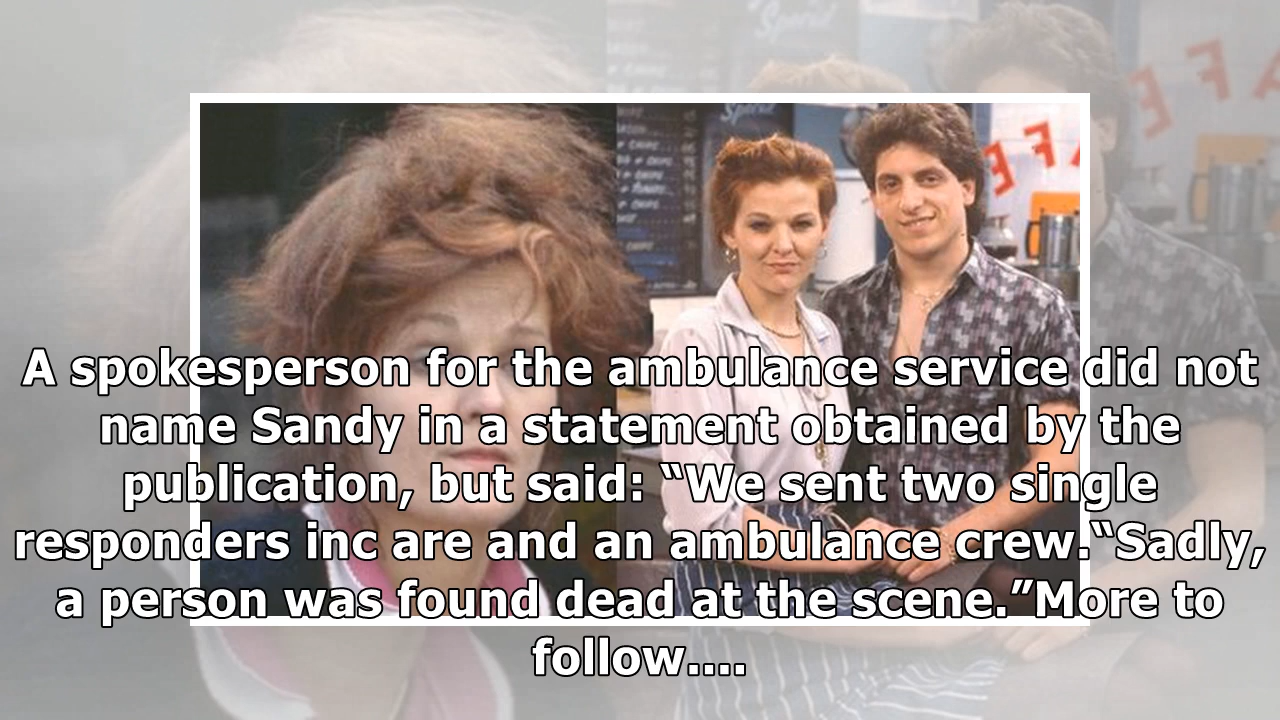 A spokesperson for the ambulance service did not
name Sandy in a statement obtained by the
publication, but said: “We sent two single
responders inc are and an ambulance crew.“Sadly,
a person was found dead at the scene.”More to
follow....